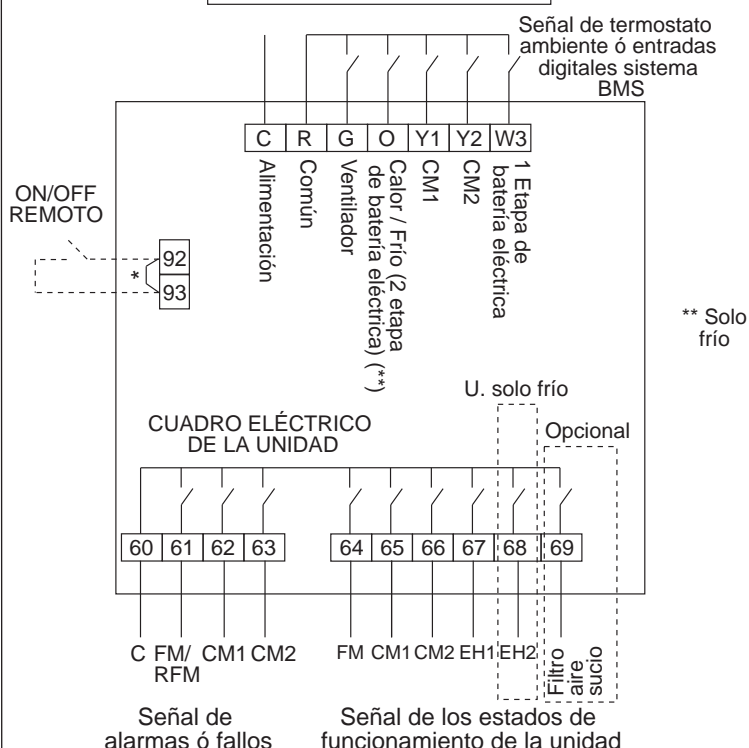 Señal de termostato
ambiente ó entradas
digitales sistema
BMS
C R G O Y1 Y2 W3
Alimentación
Común
Ventilador
Calor / Frío (2 etapa
de batería eléctrica) (**)
CM1
CM2
1 Etapa de
batería eléctrica
ON/OFF
REMOTO
92
*
93
** Solo
frío
U. solo frío
CUADRO ELÉCTRICO
DE LA UNIDAD
Opcional
60 61 62 63 64 65 66 67 68 69
C FM/
RFM
CM1 CM2
FM CM1 CM2 EH1 EH2
Filtro
aire
sucio
Señal de
alarmas ó fallos
Señal de los estados de
funcionamiento de la unidad